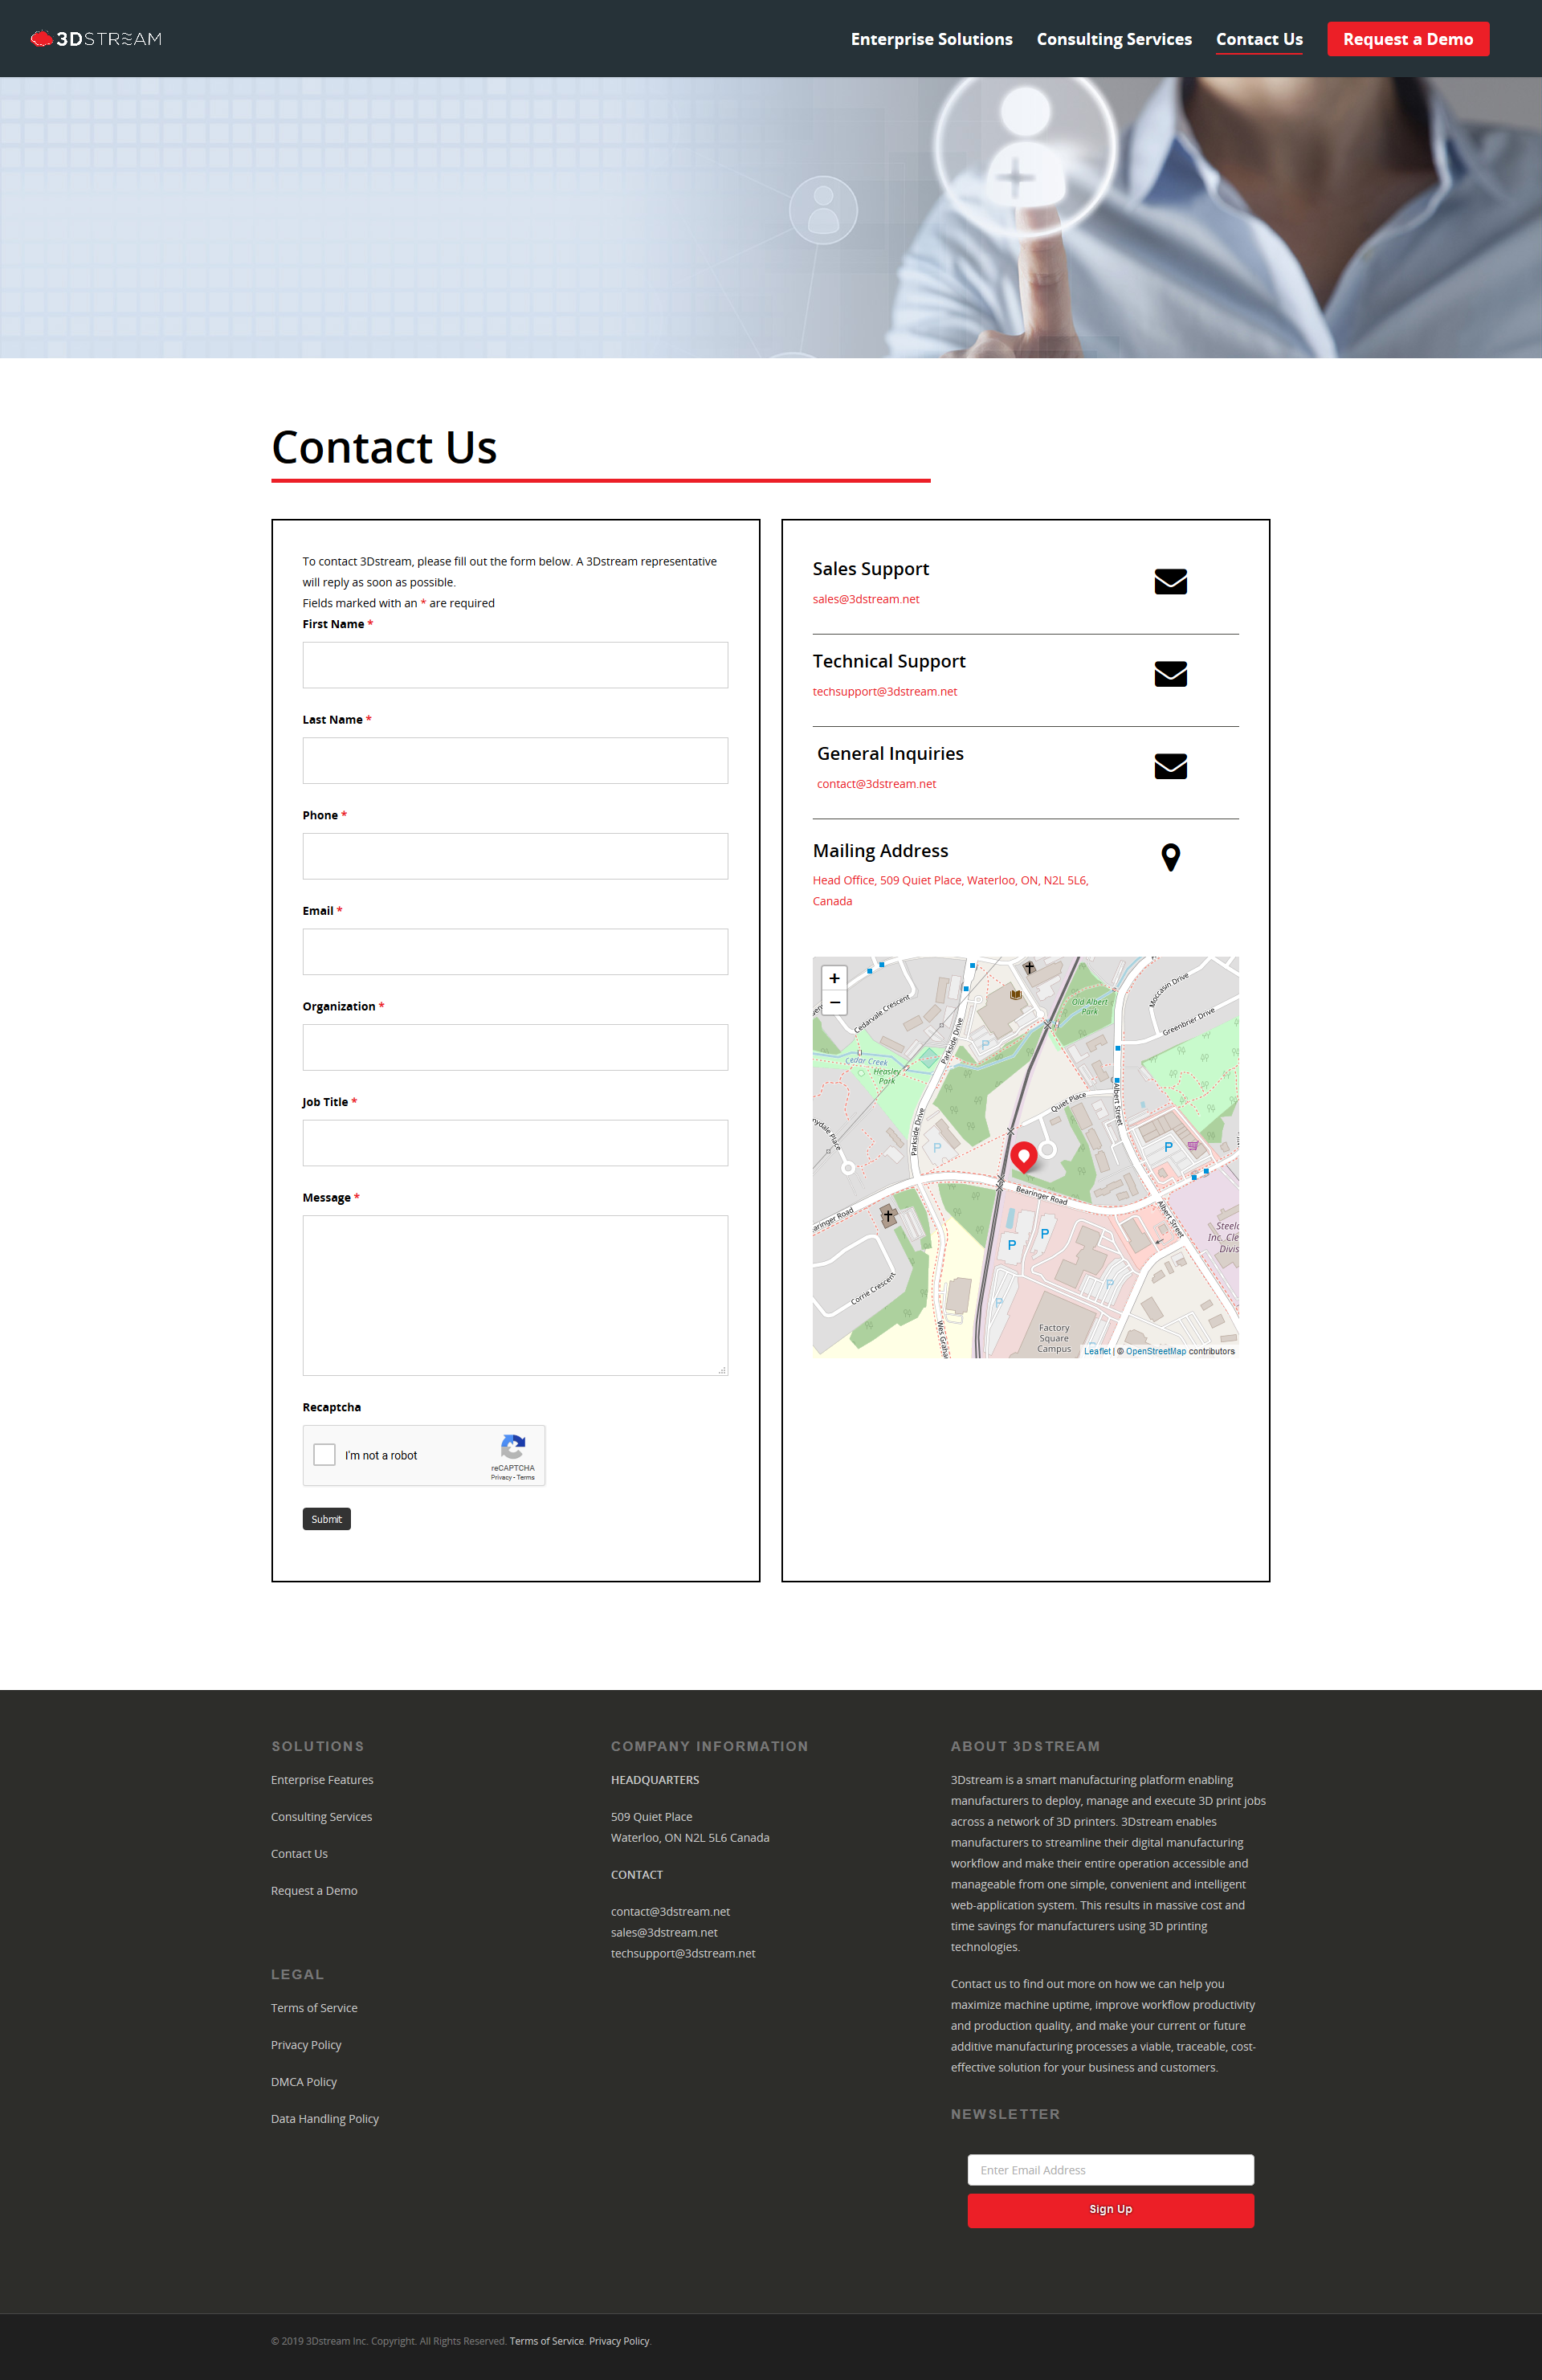 3DSTREAM
Enterprise Solutions
Consulting Services
Contact Us
Request a Demo
Contact Us
To contact 3Dstream, please fill out the form below. A 3Dstream representative
will reply as soon as possible.
Fields marked with an * are required
First Name *
Last Name *
Phone *
Email *
Organization *
Job Title *
Message *
Recaptcha
I'm not a robot
reCAPTCHA
Privacy - Terms
Submit
Sales Support
sales@3dstream.net
Technical Support
techsupport@3dstream.net
General Inquiries
contact@3dstream.net
Mailing Address
Head Office, 509 Quiet Place, Waterloo, ON, N2L 5L6,
Canada
+
−
Cedarvale Crescent
Parkside Drive
Old Albert
Park
Moccasin Drive
Greenbrier Drive
Cedar Creek
Heasley
Park
P
Albert Street
Quiet Place
Parkside Drive
P
P
Bearinger Road
Albert Street
P
P
P
P
Corrie Crescent
Factory
Square
Campus
Leaflet | © OpenStreetMap contributors
SOLUTIONS
Enterprise Features
Consulting Services
Contact Us
Request a Demo
LEGAL
Terms of Service
Privacy Policy
DMCA Policy
Data Handling Policy
COMPANY INFORMATION
HEADQUARTERS
509 Quiet Place
Waterloo, ON N2L 5L6 Canada
CONTACT
contact@3dstream.net
sales@3dstream.net
techsupport@3dstream.net
ABOUT 3DSTREAM
3Dstream is a smart manufacturing platform enabling
manufacturers to deploy, manage and execute 3D print jobs
across a network of 3D printers. 3Dstream enables
manufacturers to streamline their digital manufacturing
workflow and make their entire operation accessible and
manageable from one simple, convenient and intelligent
web-application system. This results in massive cost and
time savings for manufacturers using 3D printing
technologies.
Contact us to find out more on how we can help you
maximize machine uptime, improve workflow productivity
and production quality, and make your current or future
additive manufacturing processes a viable, traceable, cost-
effective solution for your business and customers.
NEWSLETTER
Enter Email Address
Sign Up
© 2019 3Dstream Inc. Copyright. All Rights Reserved. Terms of Service. Privacy Policy.